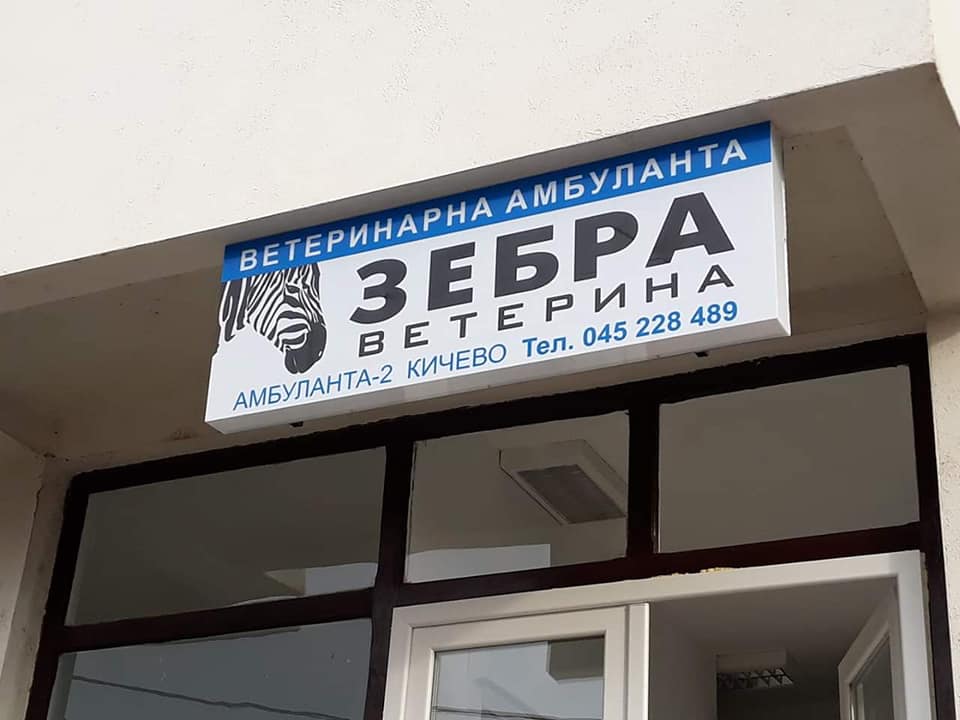 ВЕТЕРИНАРНА АМБУЛАНТА
ЗЕБРА
ВЕТЕРИНА
АМБУЛАНТА-2 КИЧЕВО Тел. 045 228 489